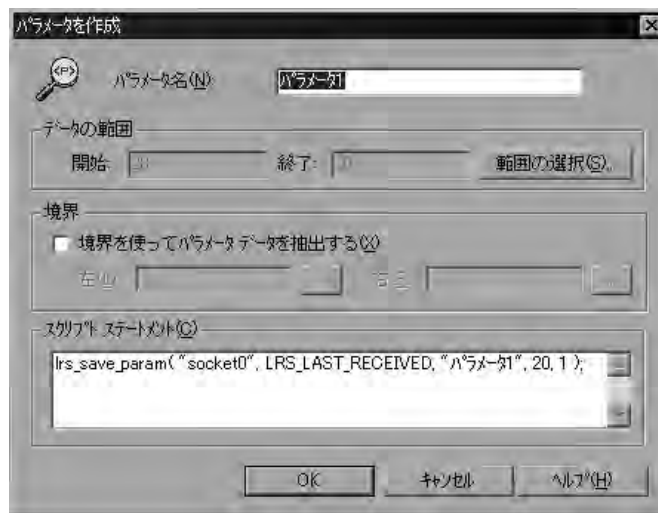 パラメータを作成
<P>
パラメータ名(N)
パラメータ1
データの範囲
開始:
終了:
範囲の選択(S).
境界
境界を使ってパラメータ データを抽出する(X)
スクリプト ステートメント(C)
lrs_save_param( "socket0", LRS_LAST_RECEIVED, "パラメータ1", 20, 1 );
OK
キャンセル
ヘルプ(H)